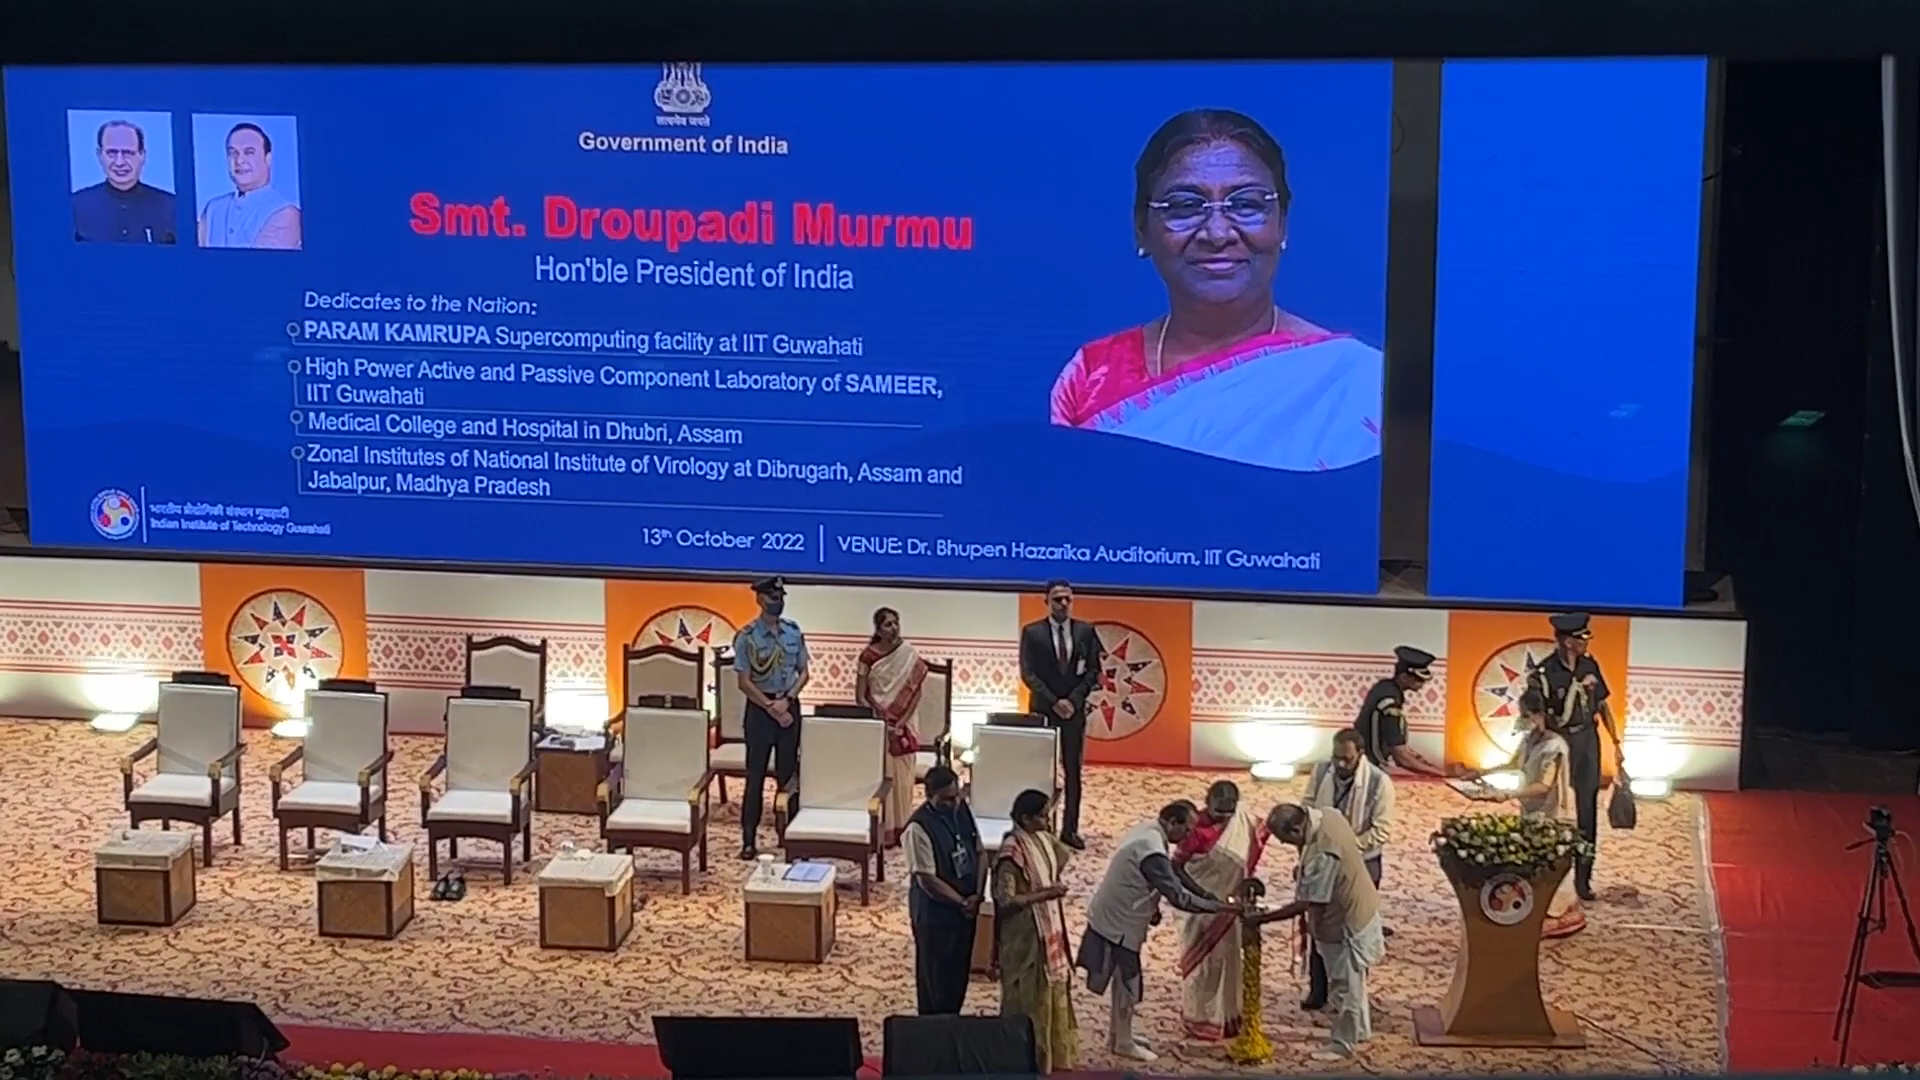 सत्यमेव जयते
Government of India
Smt. Droupadi Murmu
Hon'ble President of India
Dedicates to the Nation:
PARAM KAMRUPA Supercomputing facility at IIT Guwahati
High Power Active and Passive Component Laboratory of SAMEER,
IIT Guwahati
Medical College and Hospital in Dhubri, Assam
Zonal Institutes of National Institute of Virology at Dibrugarh, Assam and
Jabalpur, Madhya Pradesh
भारतीय प्रौद्योगिकी संस्थान गुवाहाटी
Indian Institute of Technology Guwahati
13th October 2022 | VENUE: Dr. Bhupen Hazarika Auditorium, IIT Guwahati